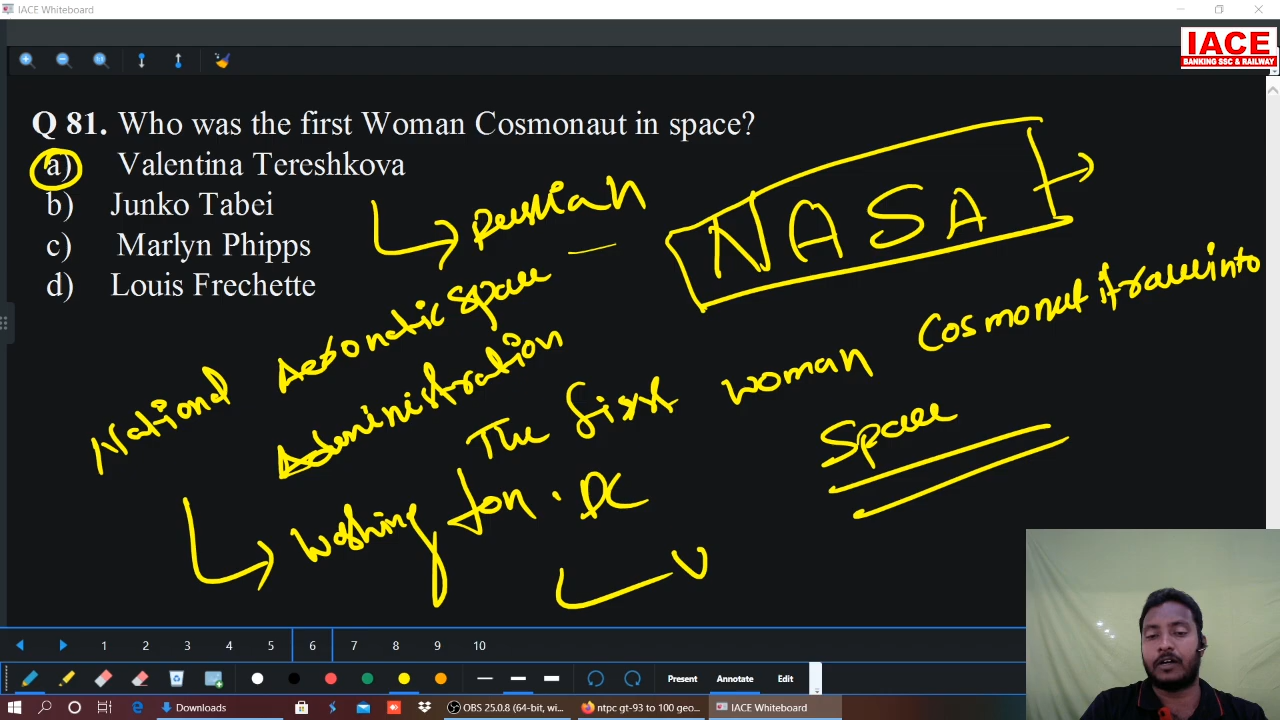 IACE Whiteboard
IACE
BANKING SSC & RAILWAY
Q 81. Who was the first Woman Cosmonaut in space?
a) Valentina Tereshkova
b) Junko Tabei
c) Marlyn Phipps
d) Louis Frechette
Russian
NASA
National Aeronatic Space
Administration
The first woman Cosmonut
into
Space
Washington . DC
1 2 3 4 5 6 7 8 9 10
Present Annotate Edit
Downloads
OBS 25.0.8 (64-bit, wi...
ntpc gt-93 to 100 geo...
IACE Whiteboard